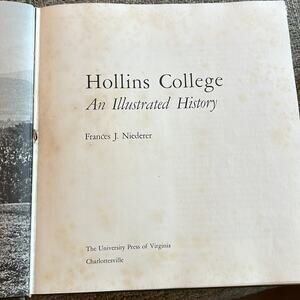 Hollins College
An Illustrated History
Frances J. Niederer
The University Press of Virginia
Charlottesville